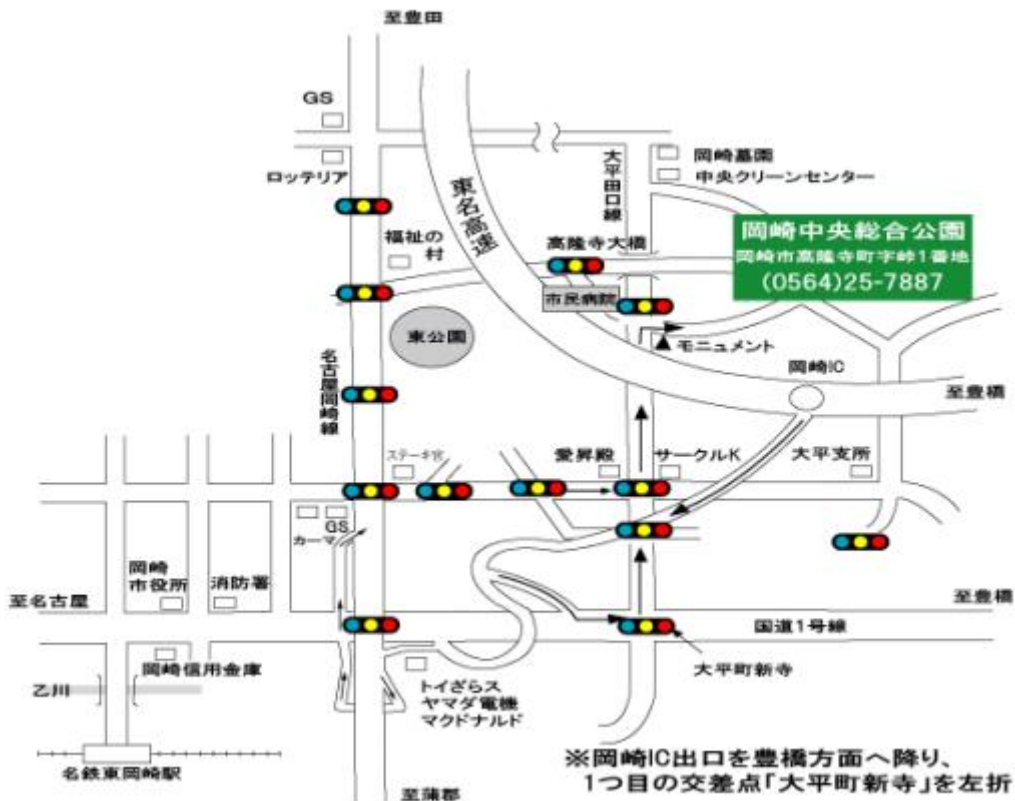 至豊田
GS
ロッテリア
東名高速
大平田口線
岡崎墓園
中央クリーンセンター
福祉の
村
高隆寺大橋
岡崎中央総合公園
岡崎市高隆寺町字峠1番地
(0564)25-7887
市民病院
東公園
モニュメント
岡崎IC
名古屋岡崎線
至豊橋
ステーキ宮
愛昇殿
サークルK
大平支所
GS
カーマ
岡崎
市役所
消防署
至名古屋
至豊橋
国道1号線
岡崎信用金庫
大平町新寺
乙川
トイざらス
ヤマダ電機
マクドナルド
名鉄東岡崎駅
至蒲郡
※岡崎IC出口を豊橋方面へ降り、
1つ目の交差点「大平町新寺」を左折